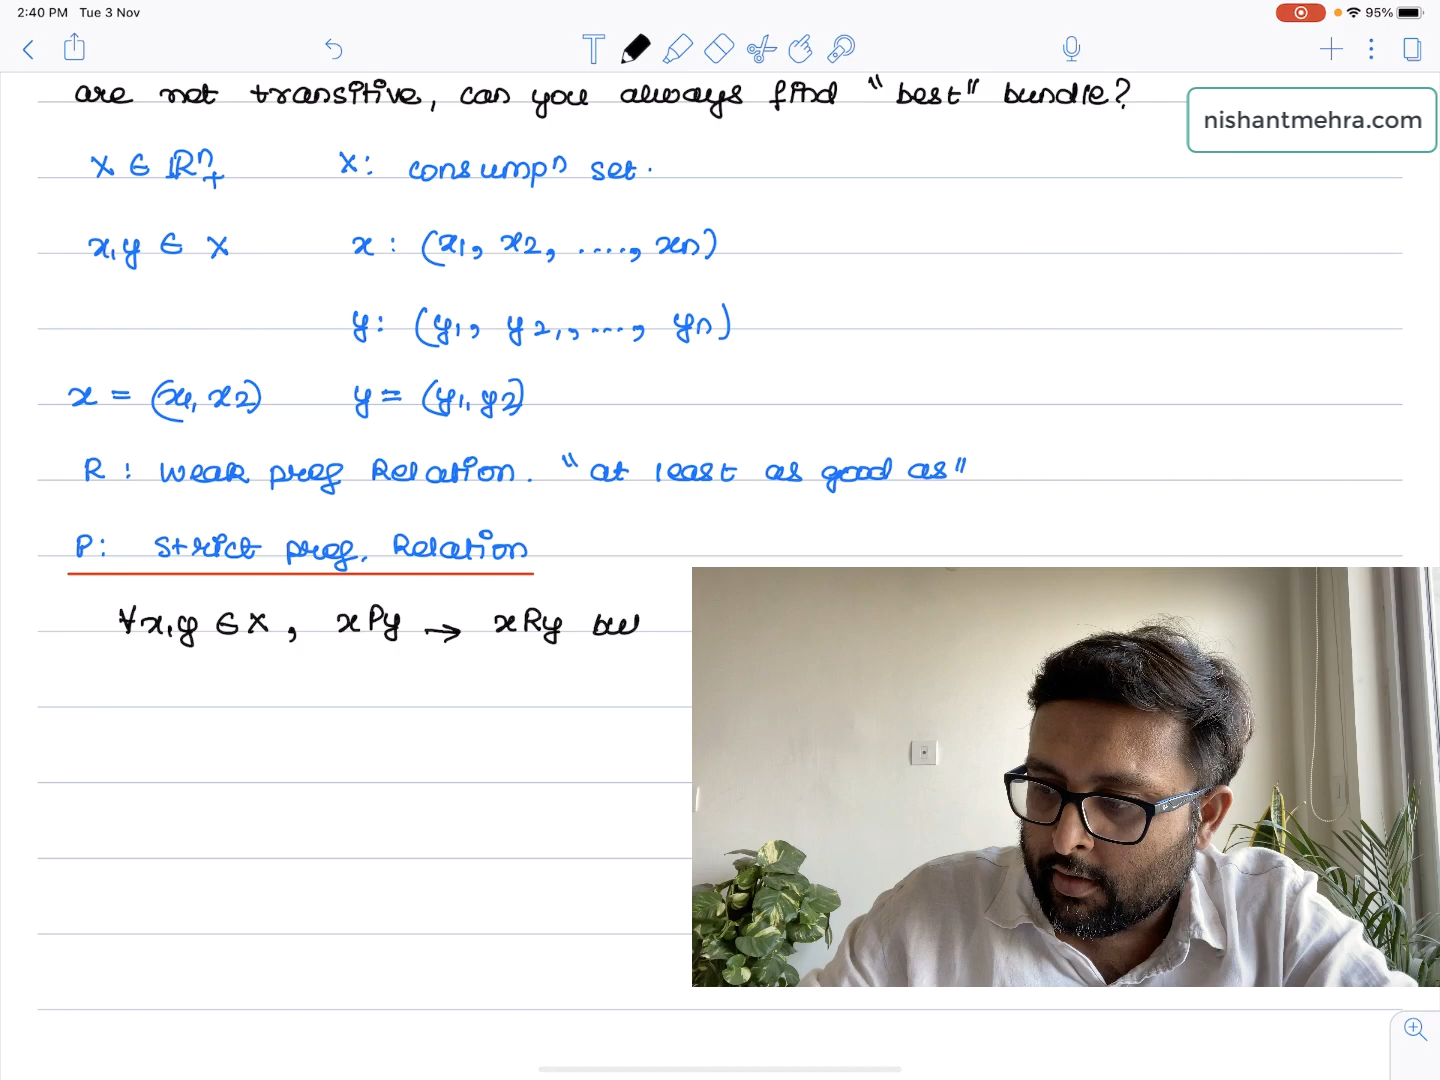 2:40 PM Tue 3 Nov
95%
are not transitive, can you always find "best" bundle?
nishantmehra.com
X ∈ ℝⁿ₊ X: consumpⁿ set.
x, y ∈ X x : (x1, x2, ...., xn)
y: (y1, y2,, ...., yn)
x = (x1, x2) y = (y1, y2)
R : Weak pref Relation. "at least as good as"
P: Strict pref. Relation
∀x,y ∈ X, xPy → xRy bu